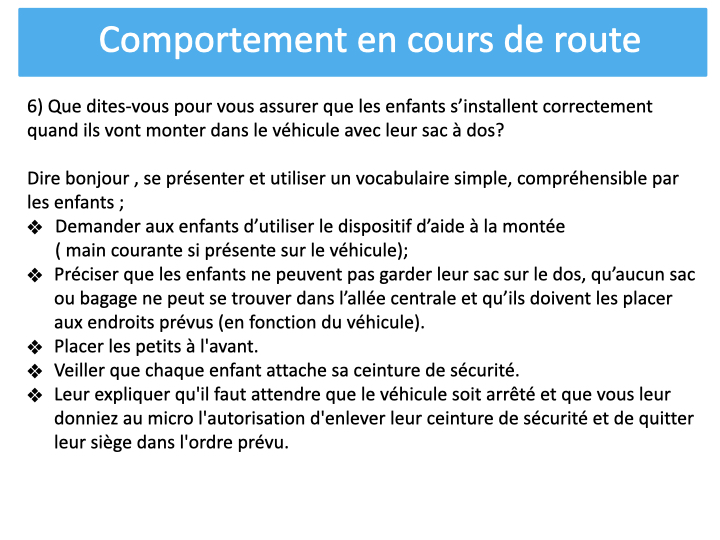 Comportement en cours de route
6) Que dites-vous pour vous assurer que les enfants s’installent correctement
quand ils vont monter dans le véhicule avec leur sac à dos?
Dire bonjour , se présenter et utiliser un vocabulaire simple, compréhensible par
les enfants ;
❖ Demander aux enfants d’utiliser le dispositif d’aide à la montée
( main courante si présente sur le véhicule);
❖ Préciser que les enfants ne peuvent pas garder leur sac sur le dos, qu’aucun sac
ou bagage ne peut se trouver dans l’allée centrale et qu’ils doivent les placer
aux endroits prévus (en fonction du véhicule).
❖ Placer les petits à l'avant.
❖ Veiller que chaque enfant attache sa ceinture de sécurité.
❖ Leur expliquer qu'il faut attendre que le véhicule soit arrêté et que vous leur
donniez au micro l'autorisation d'enlever leur ceinture de sécurité et de quitter
leur siège dans l'ordre prévu.